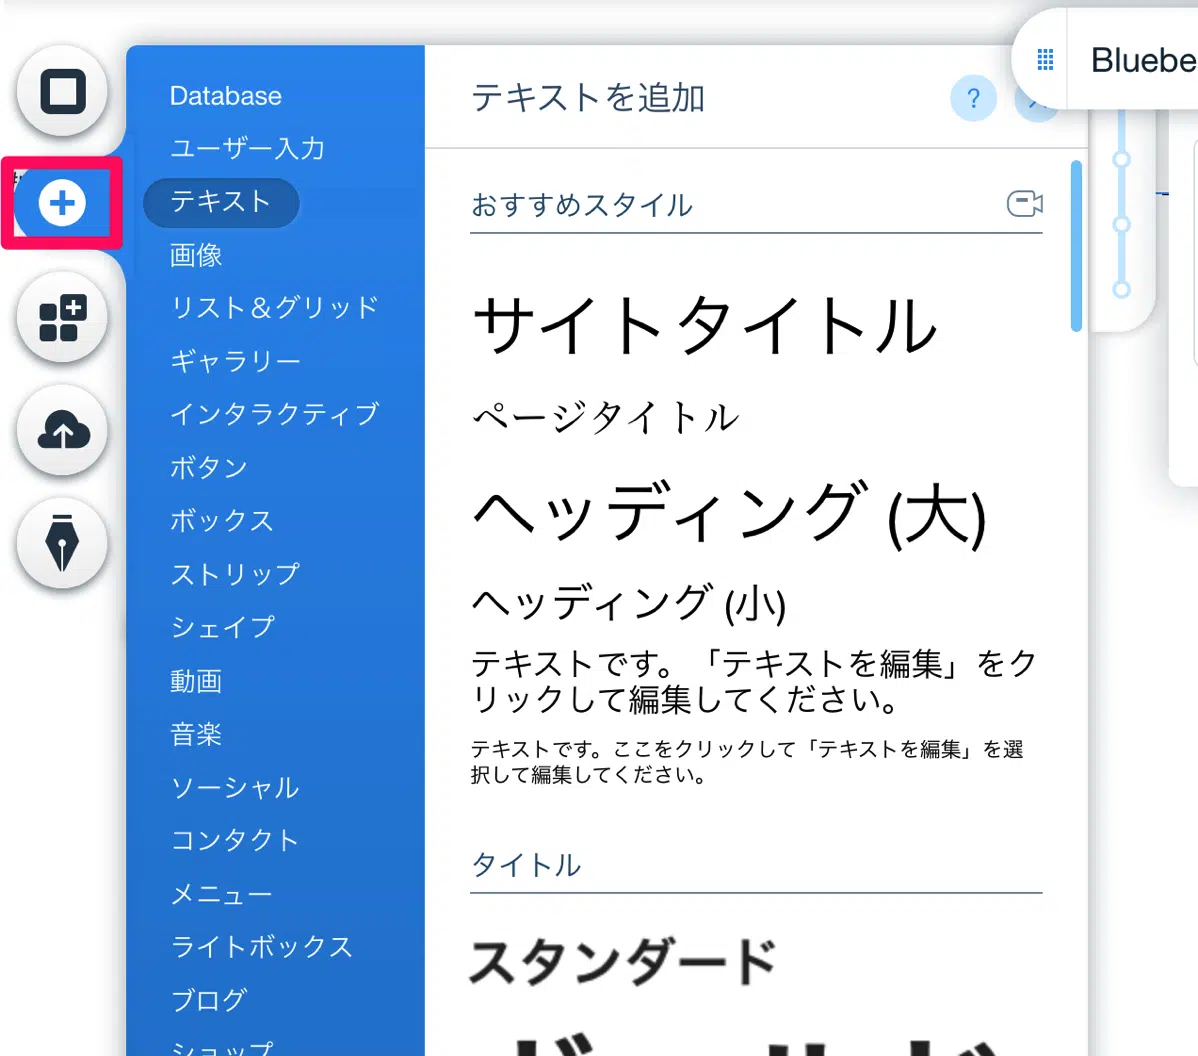 Bluebe
Database
ユーザー入力
テキスト
画像
リスト＆グリッド
ギャラリー
インタラクティブ
ボタン
ボックス
ストリップ
シェイプ
動画
音楽
ソーシャル
コンタクト
メニュー
ライトボックス
ブログ
ショップ
テキストを追加
?
おすすめスタイル
サイトタイトル
ページタイトル
ヘッディング (大)
ヘッディング (小)
テキストです。「テキストを編集」をク
リックして編集してください。
テキストです。ここをクリックして「テキストを編集」を選
択して編集してください。
タイトル
スタンダード